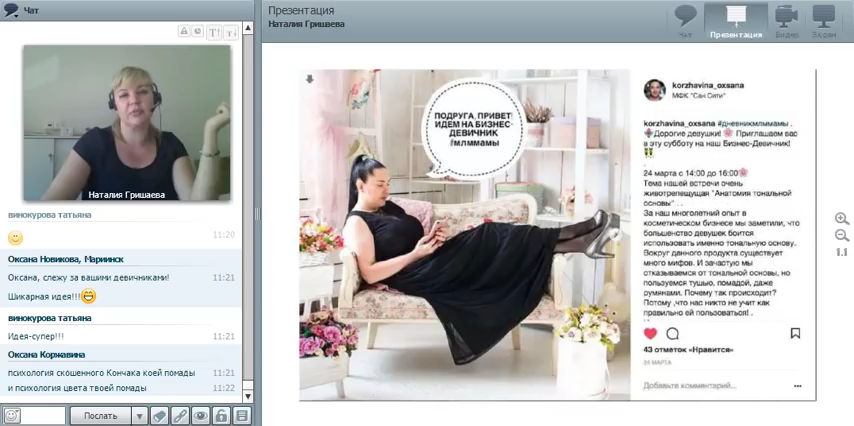 Чат
Наталия Гришаева
винокурова татьяна
11:20
Оксана Новикова, Мариинск
Оксана, слежу за вашими девичниками!
11:21
Шикарная идея!!!
винокурова татьяна
Идея-супер!!!
11:21
Оксана Коржавина
психология скошенного Кончака коей помады
11:21
и психология цвета твоей помады
11:22
Послать
Презентация
Наталия Гришаева
Чат
Презентация
Видео
Экран
ПОДРУГА, ПРИВЕТ!
ИДЕМ НА БИЗНЕС-
ДЕВИЧНИК
#МЛММАМЫ
korzhavina_oxsana
МФК "Сан Сити"
korzhavina_oxsana #дневникмлммамы .
Дорогие девушки! Приглашаем вас
в эту субботу на наш Бизнес-Девичник!
.
24 марта с 14:00 до 16:00
Тема нашей встречи очень
животрепещущая "Анатомия тональной
основы". . .
За наш многолетний опыт в
косметическом бизнесе мы заметили, что
большенство девушек боится
использовать именно тональную основу.
Вокруг данного продукта существует
много мифов. И зачастую мы
отказываемся от тональной основы, но
пользуемся тушью, помадой, даже
румянами. Почему так происходит?
Потому ,что нас никто не учит как
правильно ей пользоваться! .
43 отметок «Нравится»
24 МАРТА
Добавьте комментарий...
1:1